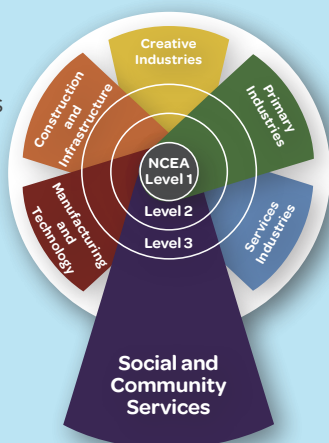 s
Creative
Industries
Construction
and
Infrastructure
Primary
Industries
NCEA
Level 1
Level 2
Level 3
Manufacturing
and
Technology
Services
Industries
Social and
Community
Services